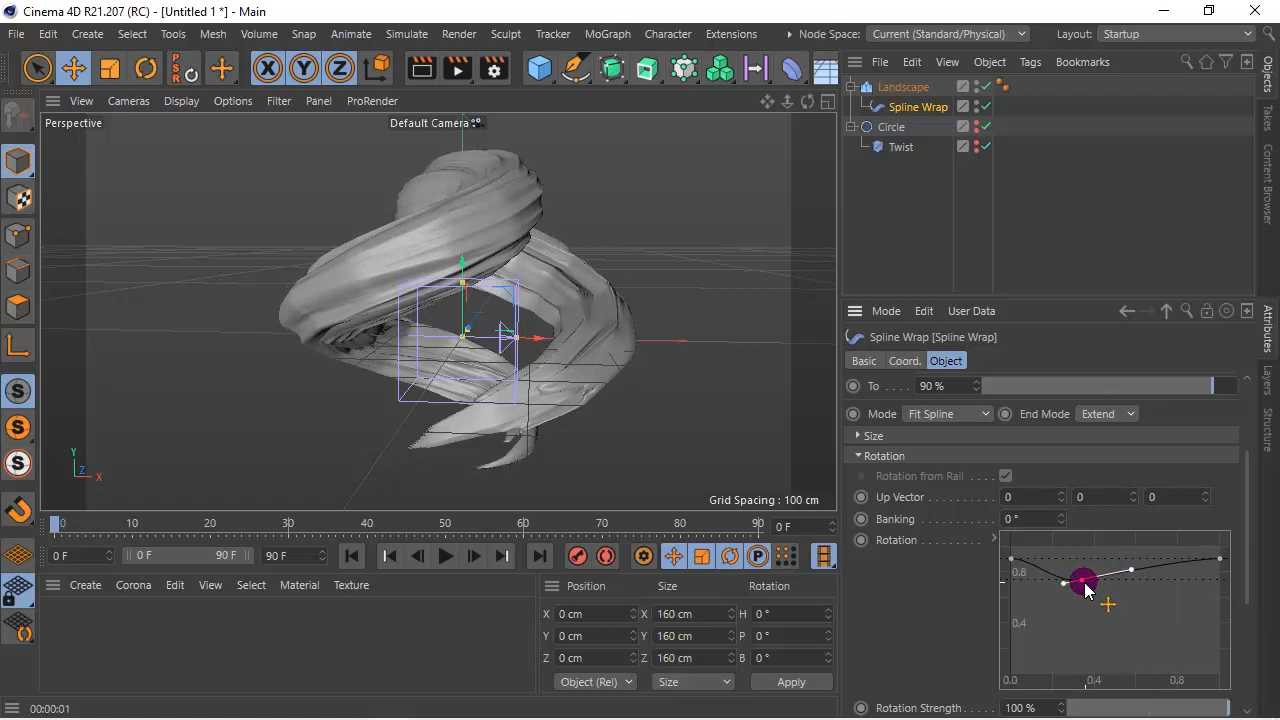 Cinema 4D R21.207 (RC) - [Untitled 1 *] - Main
File Edit Create Select Tools Mesh Volume Snap Animate Simulate Render Sculpt Tracker MoGraph Character Extensions Node Space: Current (Standard/Physical) Layout: Startup
PSR X Y Z
File Edit View Object Tags Bookmarks
View Cameras Display Options Filter Panel ProRender
Landscape
Spline Wrap
Circle
Twist
Perspective
Default Camera
Objects
Takes
Content Browser
Structure
Mode Edit User Data
Spline Wrap [Spline Wrap]
Basic Coord. Object
Attributes
Layers
To 90 %
Mode Fit Spline End Mode Extend
Size
Rotation
Rotation from Rail
Up Vector 0 0 0
Banking 0 °
Rotation
0.8
0.4
0.0 0.4 0.8
Rotation Strength 100 %
S
S
S
Y
Z
X
Grid Spacing : 100 cm
0 10 20 30 40 50 60 70 80 90 0 F
0 F 0 F 90 F 90 F
P
Create Corona Edit View Select Material Texture
Position Size Rotation
X 0 cm X 160 cm H 0 °
Y 0 cm Y 160 cm P 0 °
Z 0 cm Z 160 cm B 0 °
Object (Rel) Size Apply
00:00:01